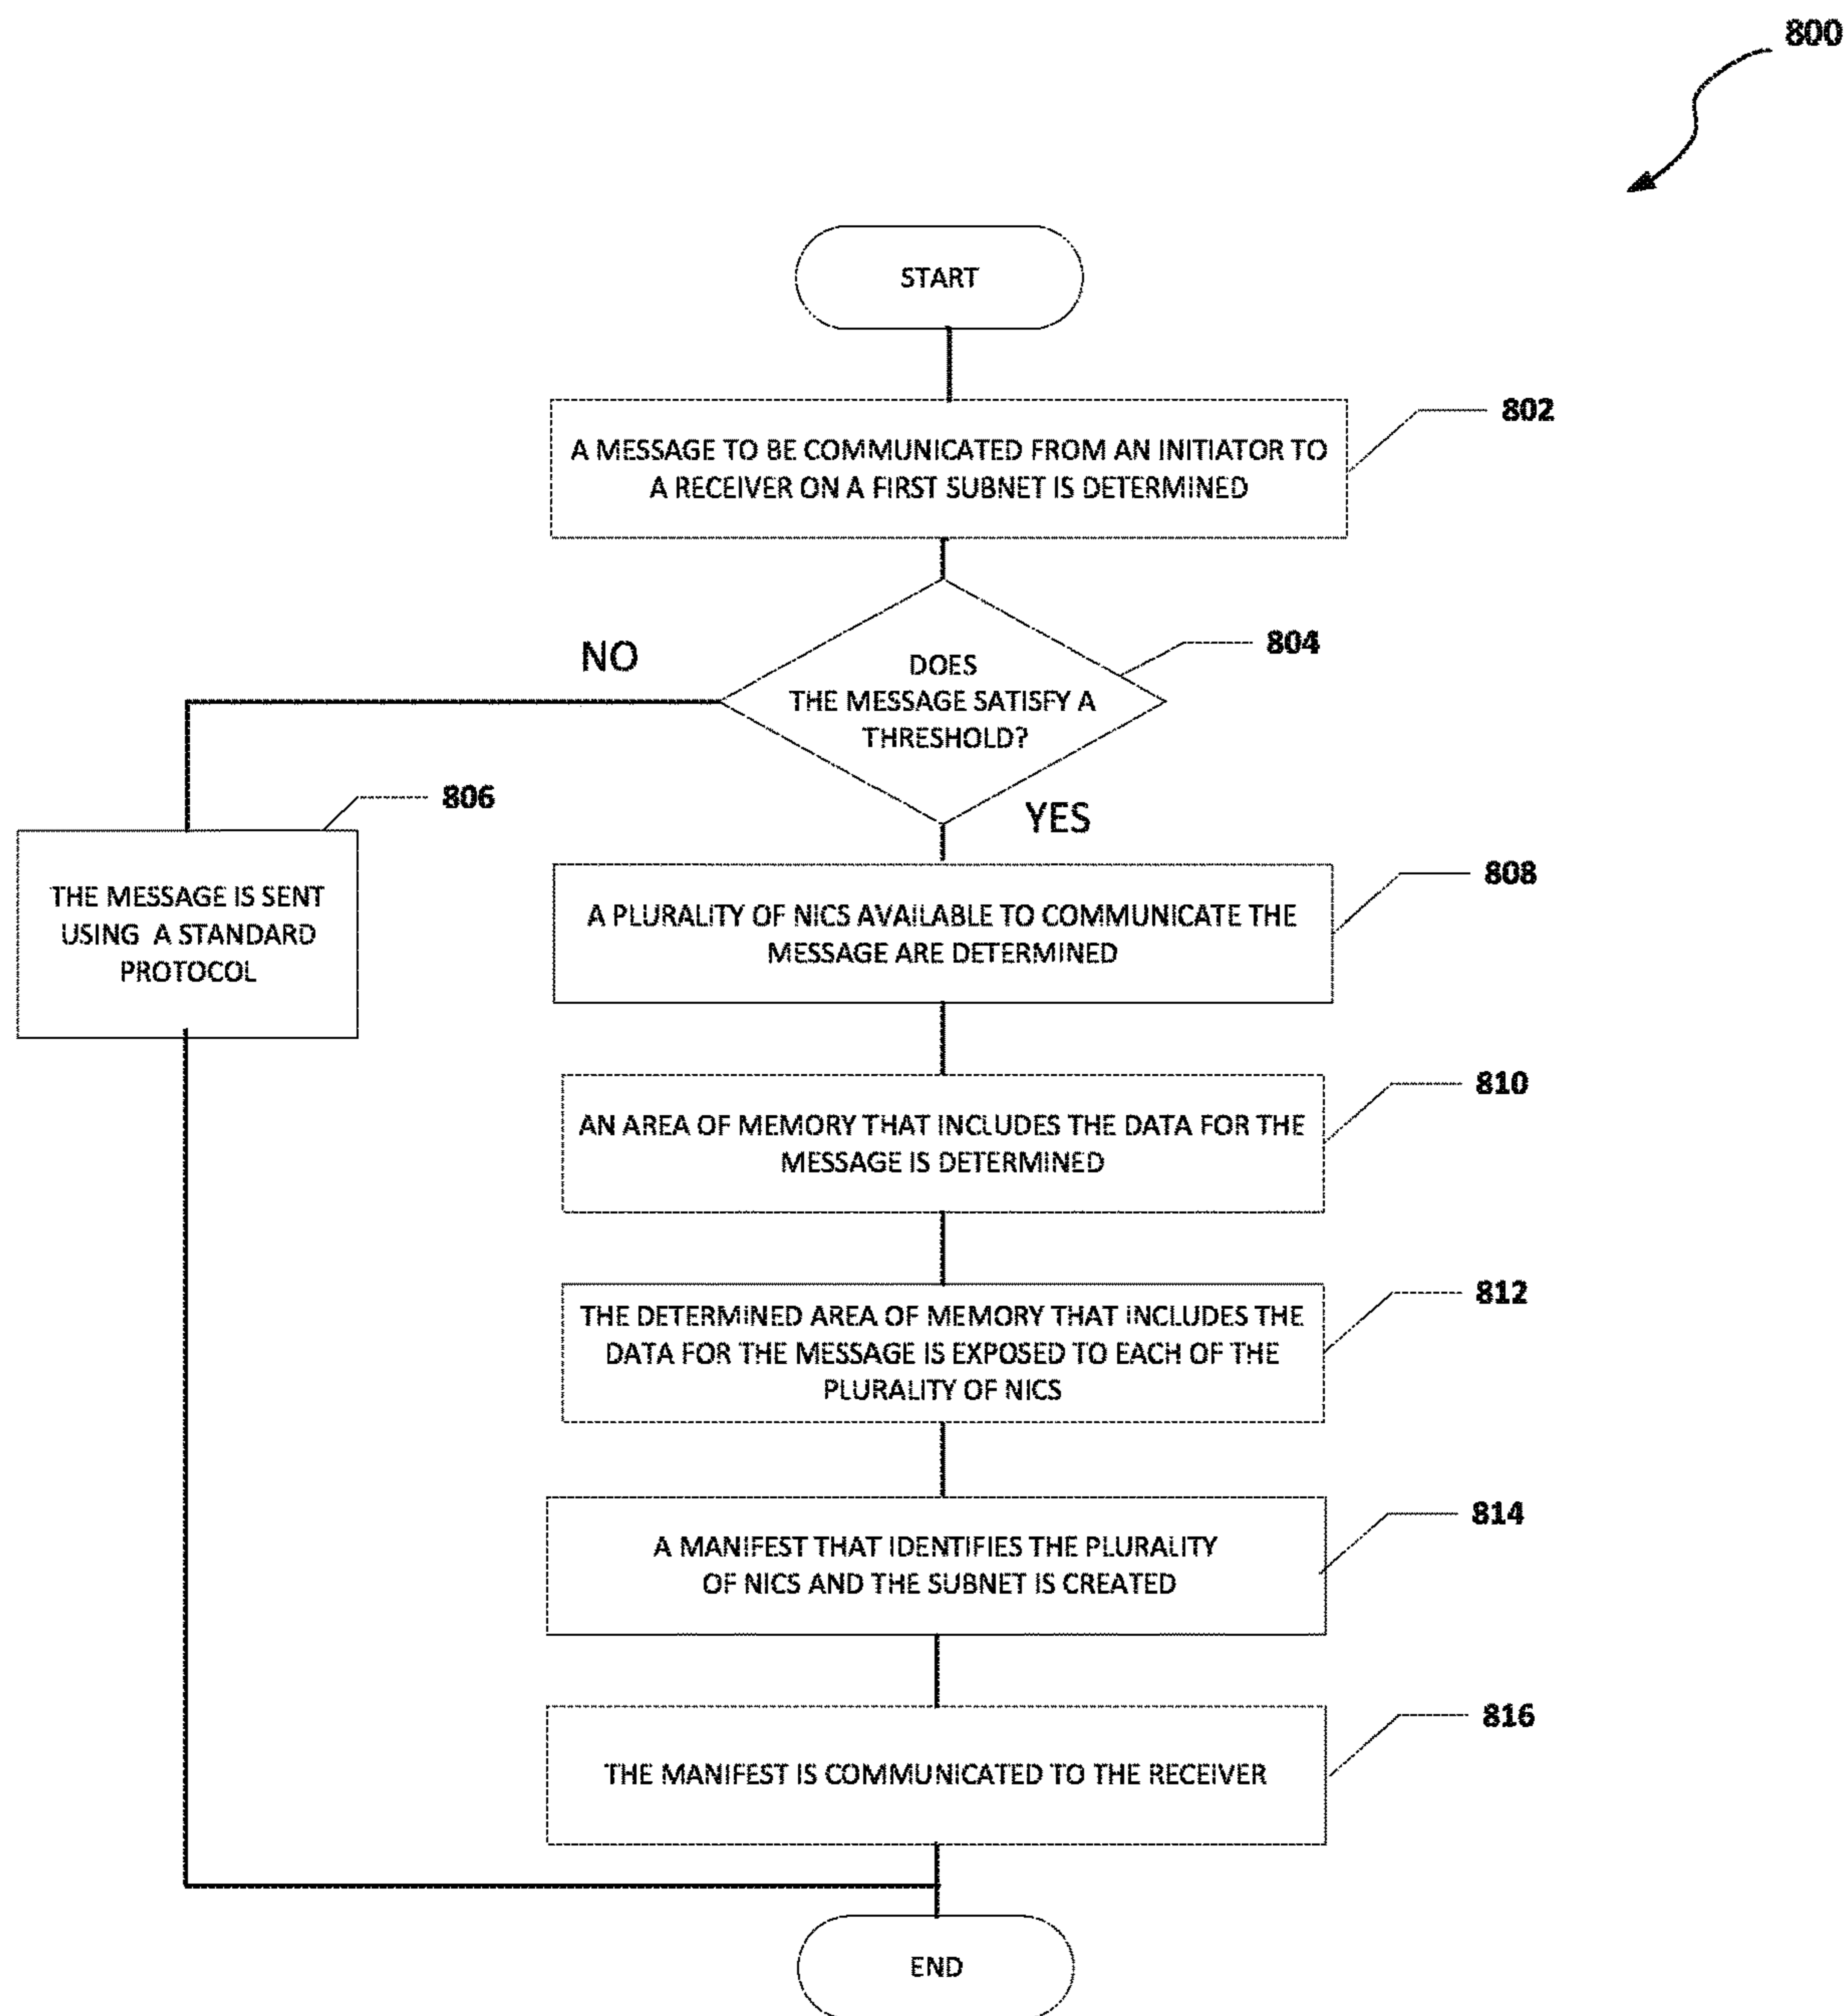 800
START
802
A MESSAGE TO BE COMMUNICATED FROM AN INITIATOR TO
A RECEIVER ON A FIRST SUBNET IS DETERMINED
804
NO
DOES
THE MESSAGE SATISFY A
THRESHOLD?
YES
806
THE MESSAGE IS SENT
USING A STANDARD
PROTOCOL
808
A PLURALITY OF NICS AVAILABLE TO COMMUNICATE THE
MESSAGE ARE DETERMINED
810
AN AREA OF MEMORY THAT INCLUDES THE DATA FOR THE
MESSAGE IS DETERMINED
812
THE DETERMINED AREA OF MEMORY THAT INCLUDES THE
DATA FOR THE MESSAGE IS EXPOSED TO EACH OF THE
PLURALITY OF NICS
814
A MANIFEST THAT IDENTIFIES THE PLURALITY
OF NICS AND THE SUBNET IS CREATED
816
THE MANIFEST IS COMMUNICATED TO THE RECEIVER
END